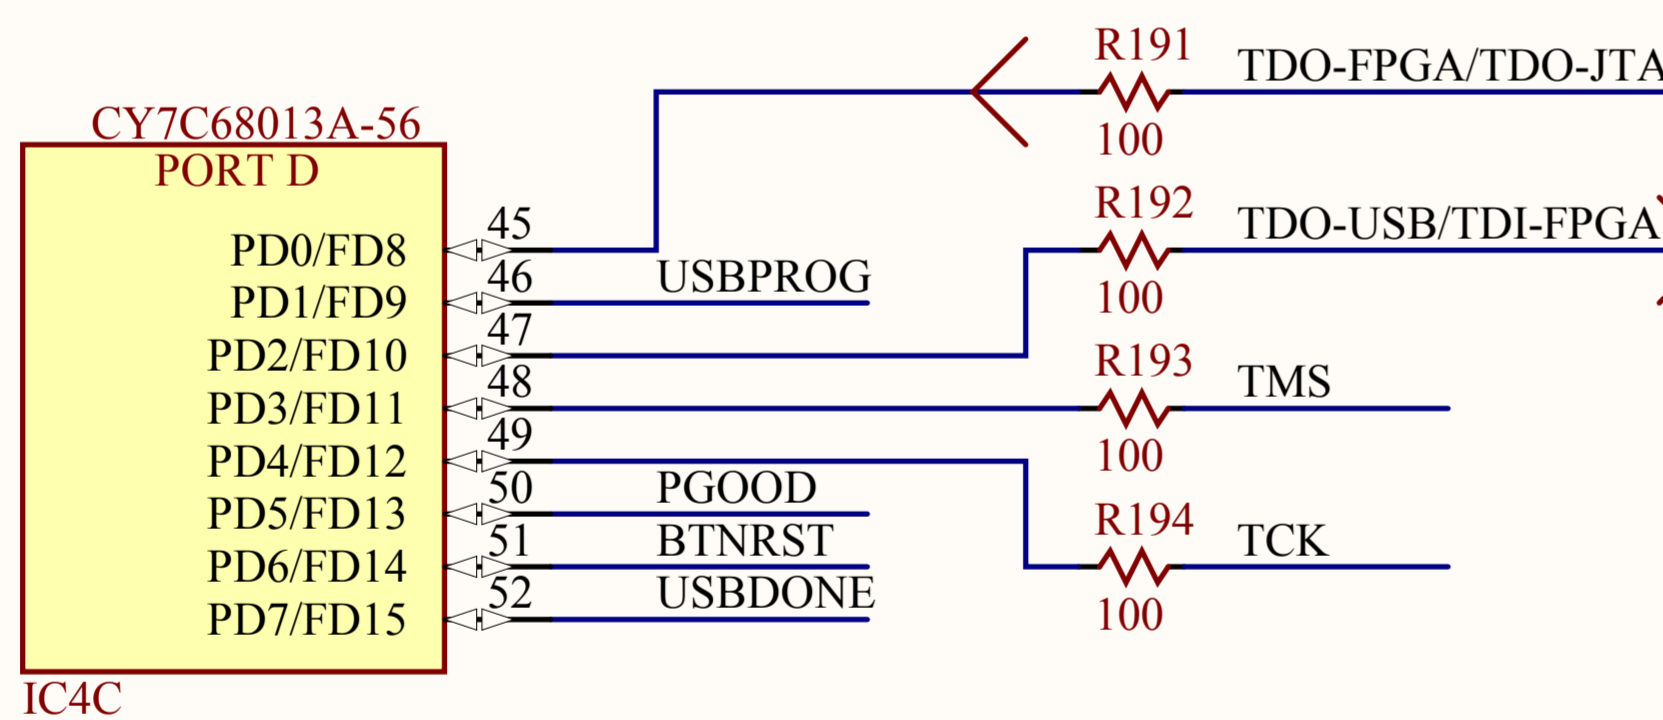 CY7C68013A-56
PORT D
PD0/FD8
PD1/FD9
PD2/FD10
PD3/FD11
PD4/FD12
PD5/FD13
PD6/FD14
PD7/FD15
IC4C
45
46
47
48
49
50
51
52
USBPROG
PGOOD
BTNRST
USBDONE
R191
100
TDO-FPGA/TDO-JTA
R192
100
TDO-USB/TDI-FPGA
R193
100
TMS
R194
100
TCK